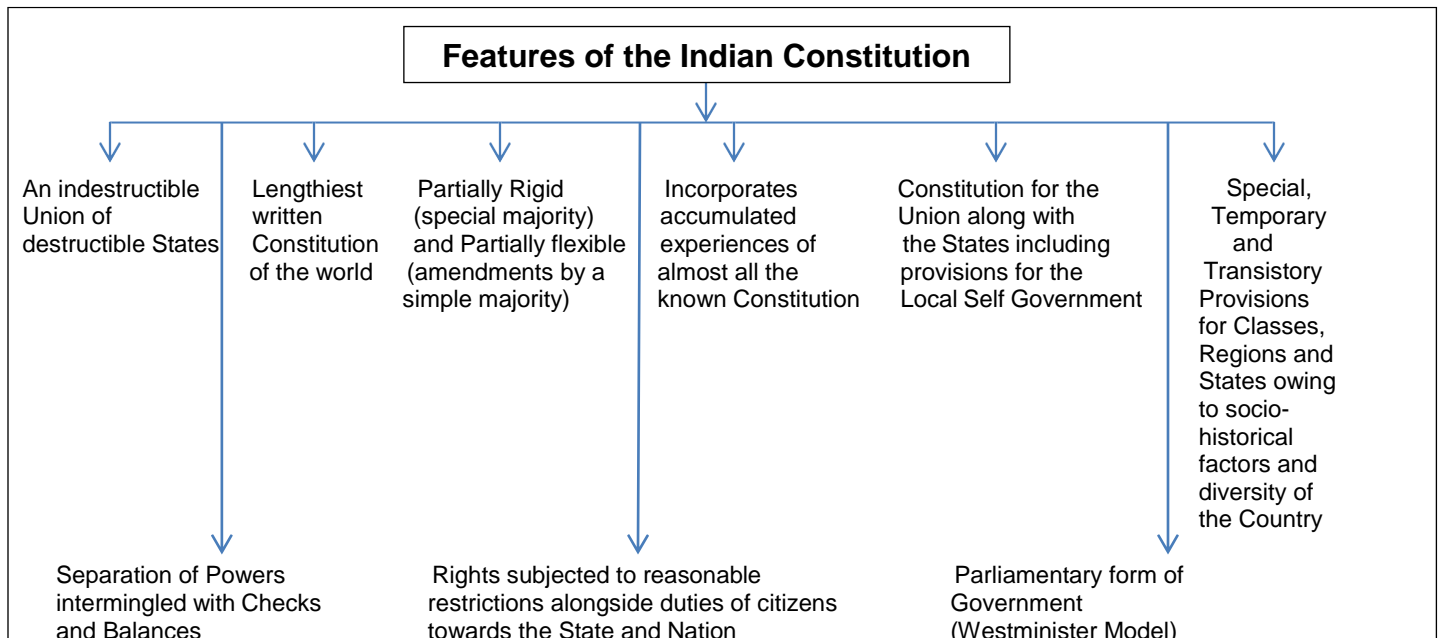 Features of the Indian Constitution
An indestructible
Union of
destructible States
Lengthiest
written
Constitution
of the world
Partially Rigid
(special majority)
and Partially flexible
(amendments by a
simple majority)
Incorporates
accumulated
experiences of
almost all the
known Constitution
Constitution for the
Union along with
the States including
provisions for the
Local Self Government
Special,
Temporary
and
Transistory
Provisions
for Classes,
Regions and
States owing
to socio-
historical
factors and
diversity of
the Country
Separation of Powers
intermingled with Checks
and Balances
Rights subjected to reasonable
restrictions alongside duties of citizens
towards the State and Nation
Parliamentary form of
Government
(Westminister Model)